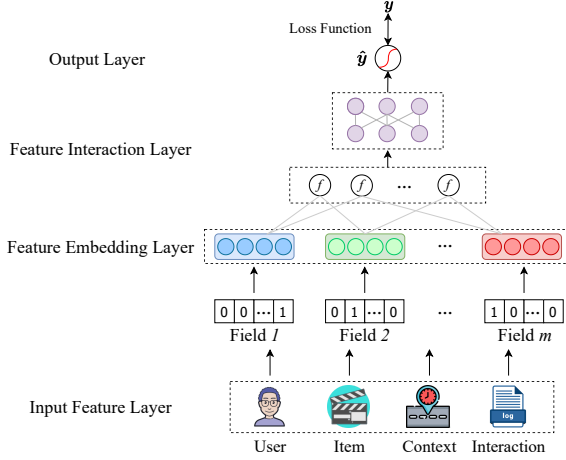 y
Loss Function
Output Layer
ŷ
Feature Interaction Layer
f f ... f
Feature Embedding Layer
...
0 0 ... 1 0 1 ... 0 ... 1 0 ... 0
Field 1 Field 2 Field m
Input Feature Layer
log
User Item Context Interaction